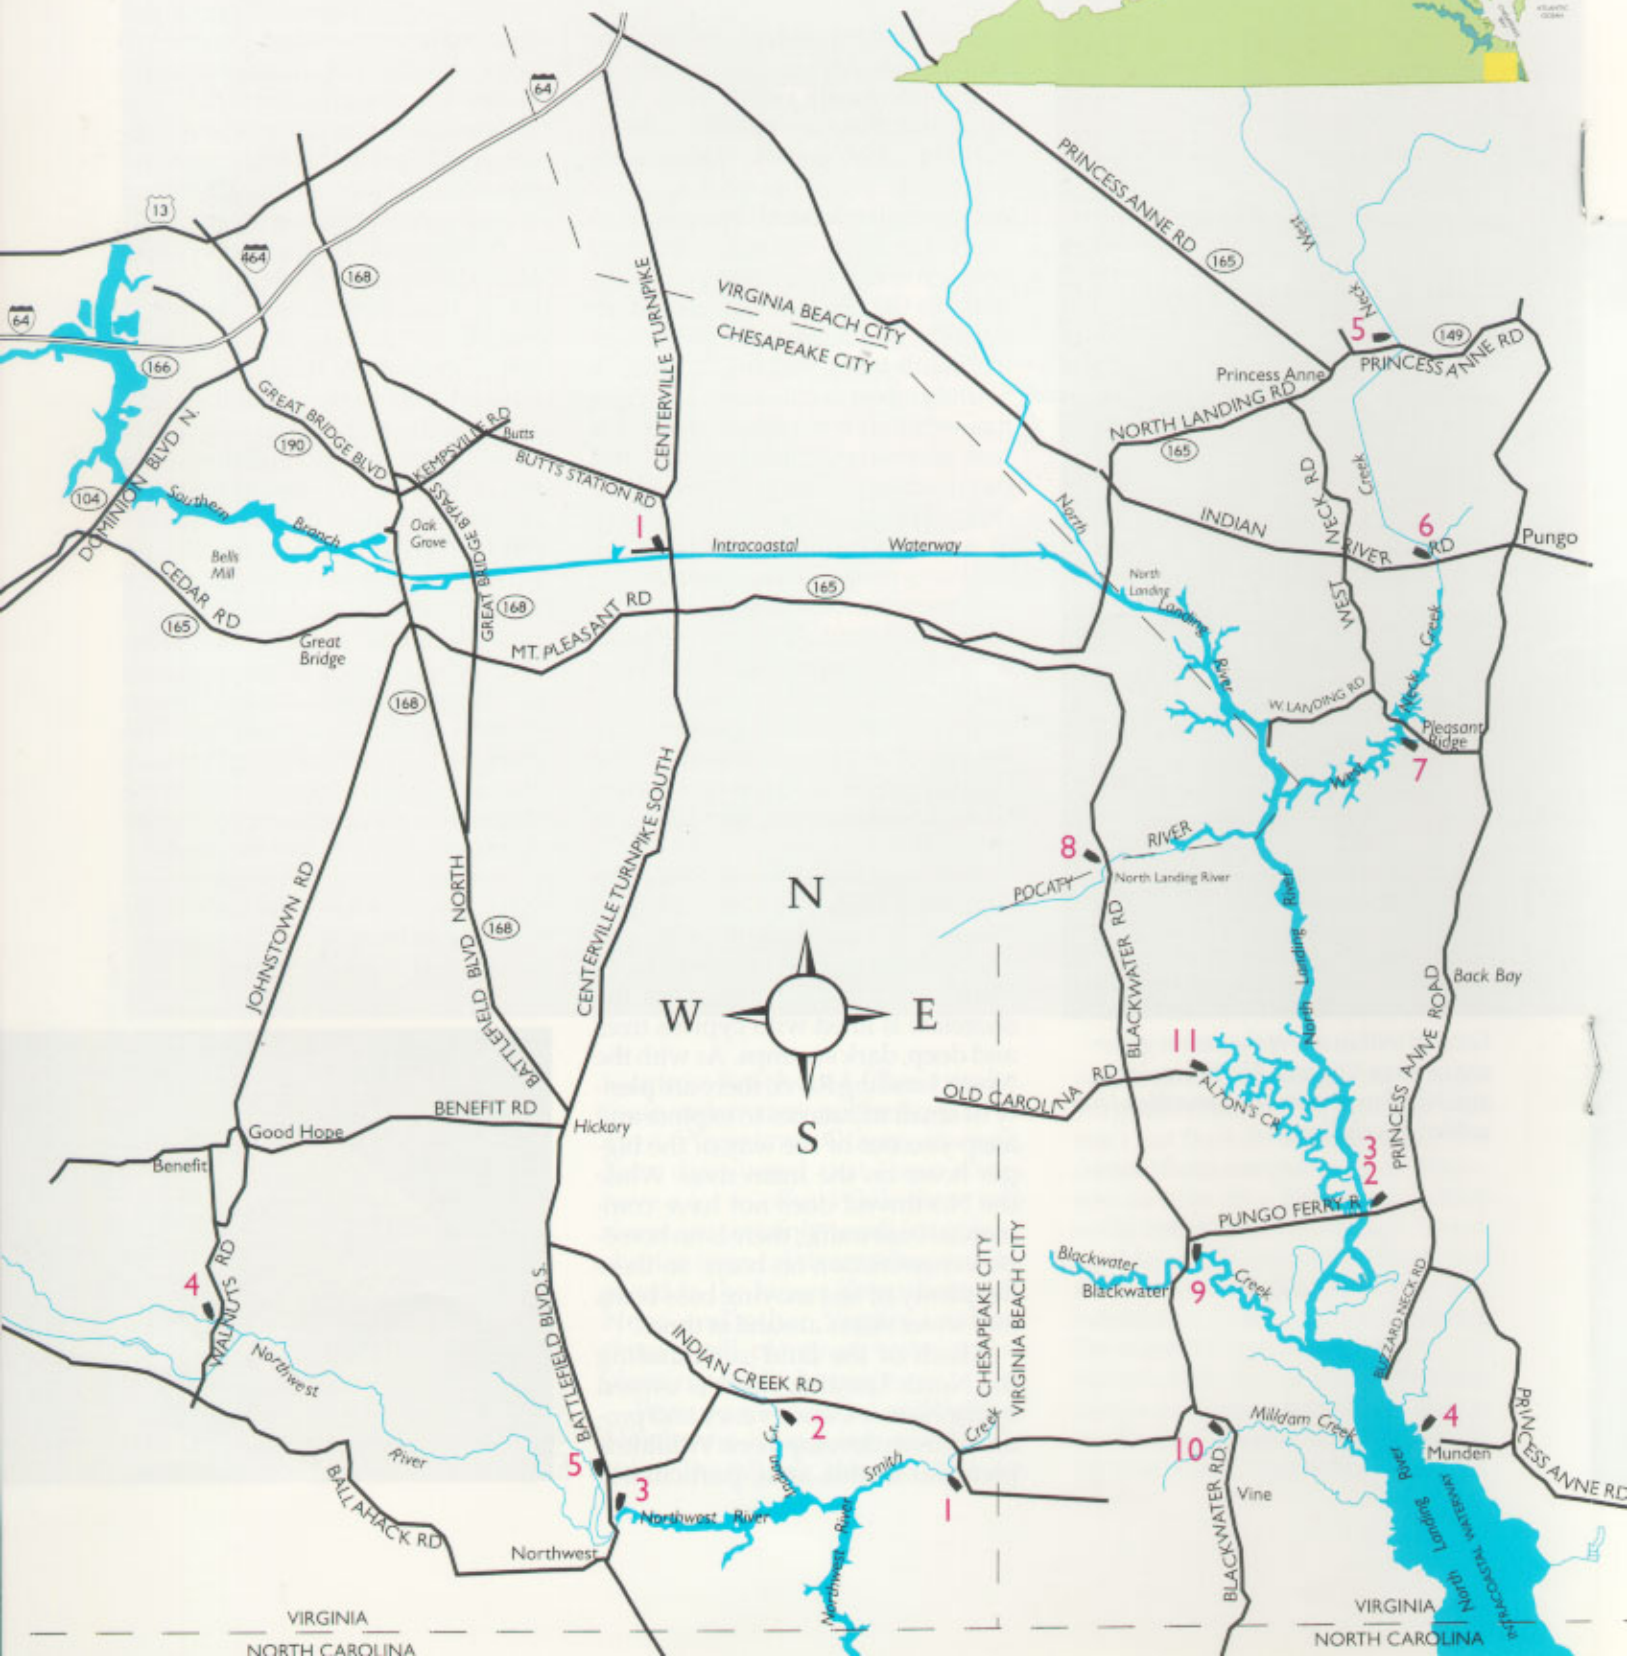 ATLANTIC
OCEAN
64
13
464
168
64
166
PRINCESS ANNE RD
165
West
Neck
5
149
PRINCESS ANNE RD
Princess Anne
NORTH LANDING RD
165
VIRGINIA BEACH CITY
CHESAPEAKE CITY
CENTERVILLE TURNPIKE
GREAT BRIDGE BLVD
190
KEMPSVILLE RD
Butts
BUTTS STATION RD
DOMINION BLVD N.
104
Southern
Branch
Oak
Grove
GREAT BRIDGE BYPASS
168
Bells
Mill
CEDAR RD
165
Great
Bridge
1
Intracoastal
Waterway
MT. PLEASANT RD
165
North
North
Landing
Landing
River
INDIAN
RIVER
RD
6
Pungo
WEST
NECK RD
Creek
Creek
Neck
West
W. LANDING RD
Pleasant
Ridge
7
168
JOHNSTOWN RD
BATTLEFIELD BLVD NORTH
168
CENTERVILLE TURNPIKE SOUTH
8
POCATY
RIVER
North Landing River
BLACKWATER RD
N
W
E
S
North Landing River
Back Bay
PRINCESS ANNE ROAD
11
ALTON'S CR
OLD CAROLINA RD
3
2
PUNGO FERRY R
BENEFIT RD
Hickory
Good Hope
Benefit
WALNUTS RD
4
Northwest
River
BATTLEFIELD BLVD S.
INDIAN CREEK RD
2
Indian Cr.
5
3
Northwest River
Northwest River
Smith
Creek
1
BALLAHACK RD
Northwest
CHESAPEAKE CITY
VIRGINIA BEACH CITY
Blackwater
Creek
Blackwater
9
BUZZARD NECK RD
Milldam Creek
10
BLACKWATER RD
Vine
4
Munden
PRINCESS ANNE RD
North Landing River
INTRACOASTAL WATERWAY
VIRGINIA
NORTH CAROLINA
VIRGINIA
NORTH CAROLINA